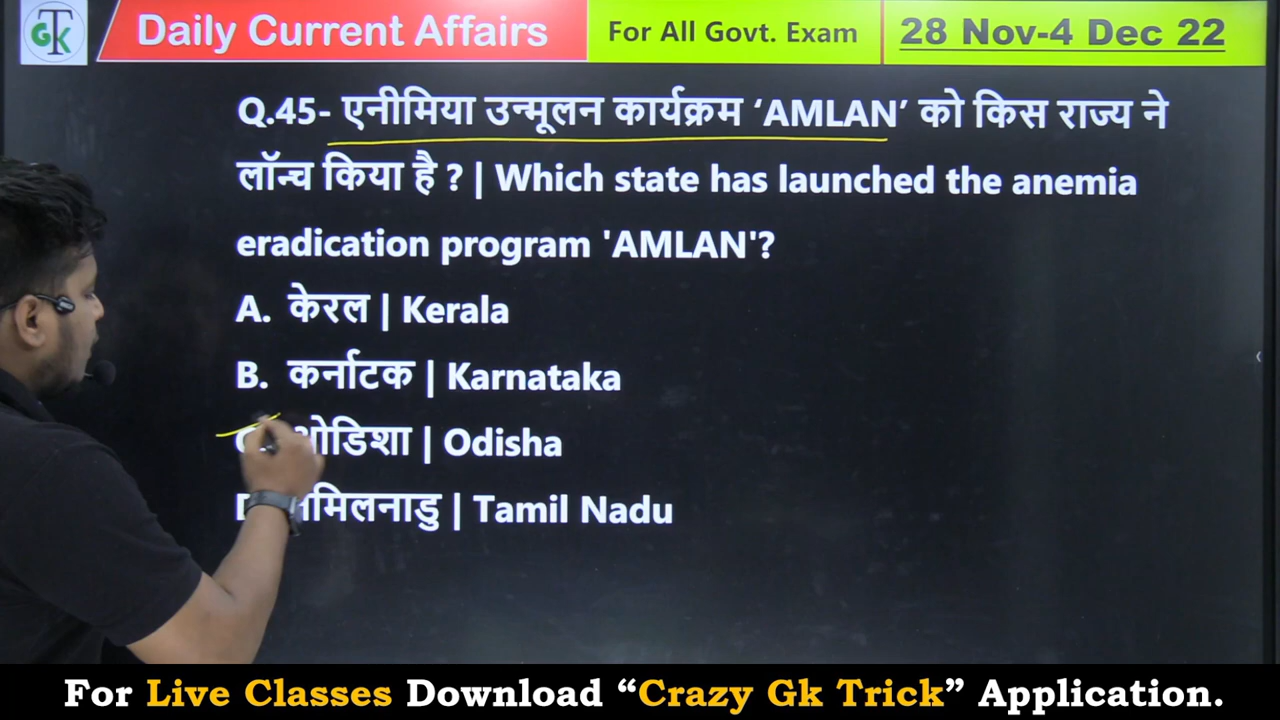 GTK
Daily Current Affairs
For All Govt. Exam
28 Nov-4 Dec 22
Q.45- एनीमिया उन्मूलन कार्यक्रम ‘AMLAN’ को किस राज्य ने
लॉन्च किया है ? | Which state has launched the anemia
eradication program 'AMLAN'?
A. केरल | Kerala
B. कर्नाटक | Karnataka
| Odisha
| Tamil Nadu
For Live Classes Download “Crazy Gk Trick” Application.